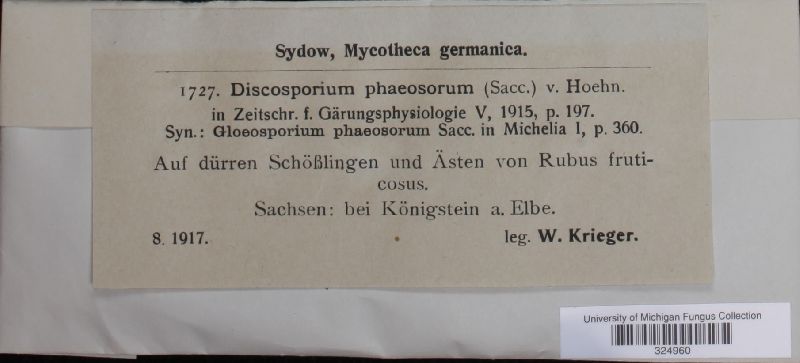 Sydow, Mycotheca germanica.
1727. Discosporium phaeosorum (Sacc.) v. Hoehn.
in Zeitschr. f. Gärungsphysiologie V, 1915, p. 197.
Syn.: Gloeosporium phaeosorum Sacc. in Michelia I, p. 360.
Auf dürren Schößlingen und Ästen von Rubus fruti-
cosus.
Sachsen: bei Königstein a. Elbe.
8. 1917. leg. W. Krieger.
University of Michigan Fungus Collection
324960